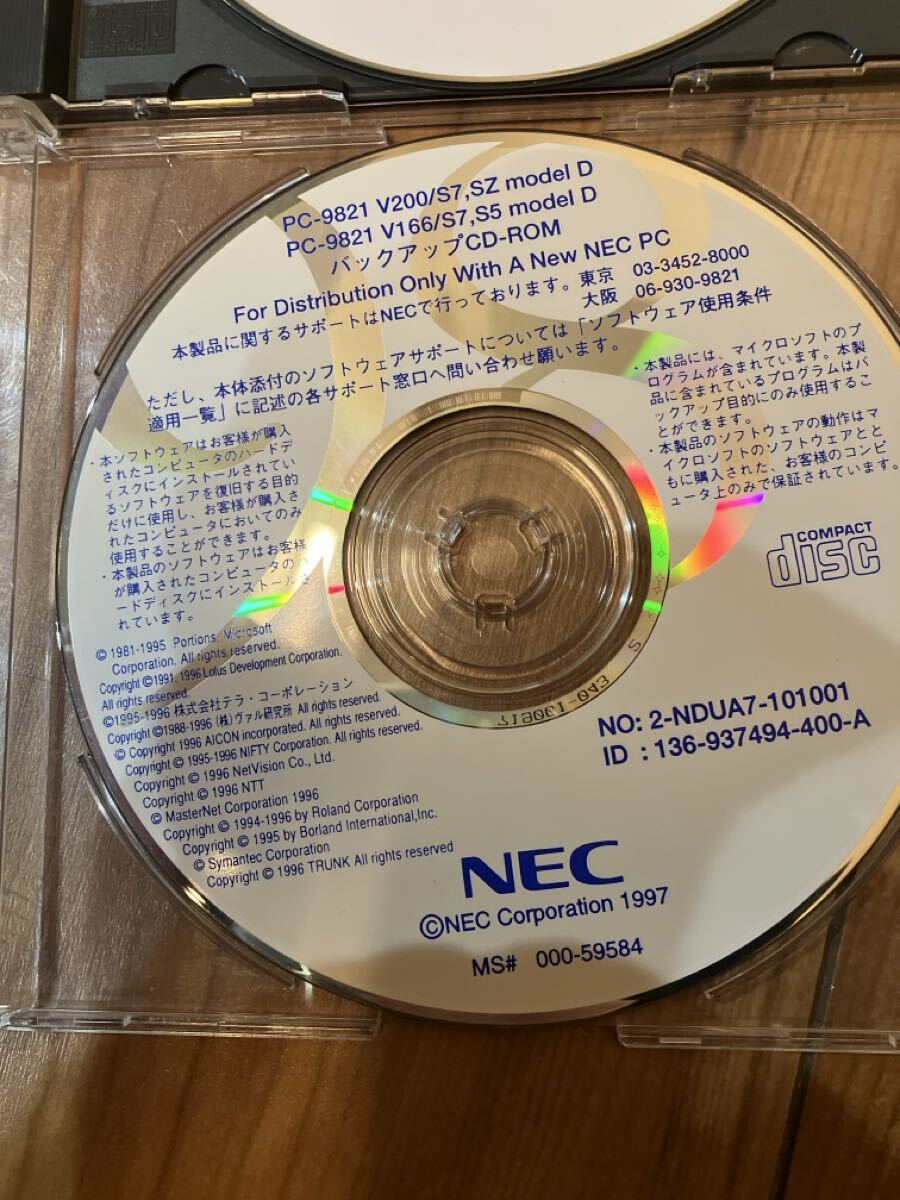 PC-9821 V200/S7,SZ model D
PC-9821 V166/S7,S5 model D
バックアップCD-ROM
For Distribution Only With A New NEC PC
本製品に関するサポートはNECで行っております。東京 03-3452-8000
大阪 06-930-9821
ただし、本体添付のソフトウェアサポートについては「ソフトウェア使用条件
適用一覧」に記述の各サポート窓口へ問い合わせ願います。
・本ソフトウェアはお客様が購入
されたコンピュータのハードデ
ィスクにインストールされてい
るソフトウェアを復旧する目的
だけに使用し、お客様が購入さ
れたコンピュータにおいてのみ
使用することができます。
・本製品のソフトウェアはお客様
が購入されたコンピュータのハ
ードディスクにインストールさ
れています。
・本製品には、マイクロソフトのプ
ログラムが含まれています。本製
品に含まれているプログラムはバ
ックアップ目的にのみ使用するこ
とができます。
・本製品のソフトウェアの動作はマ
イクロソフトのソフトウェアとと
もに購入された、お客様のコンピ
ュータ上のみで保証されています。
COMPACT
disc
© 1981-1995 Portions, Microsoft
Corporation. All rights reserved.
Copyright ©1991, 1996 Lotus Development Corporation.
All rights reserved.
©1995-1996 株式会社テラ・コーポレーション
Copyright ©1988-1996 (株)ヴァル研究所 All rights reserved.
© Copyright 1996 AICON incorporated. All rights reserved.
Copyright © 1995-1996 NIFTY Corporation. All rights reserved.
Copyright © 1996 NetVision Co., Ltd.
Copyright © 1996 NTT
© MasterNet Corporation 1996
Copyright © 1994-1996 by Roland Corporation
Copyright © 1995 by Borland International,Inc.
© Symantec Corporation
Copyright © 1996 TRUNK All rights reserved
NO: 2-NDUA7-101001
ID : 136-937494-400-A
NEC
©NEC Corporation 1997
MS# 000-59584